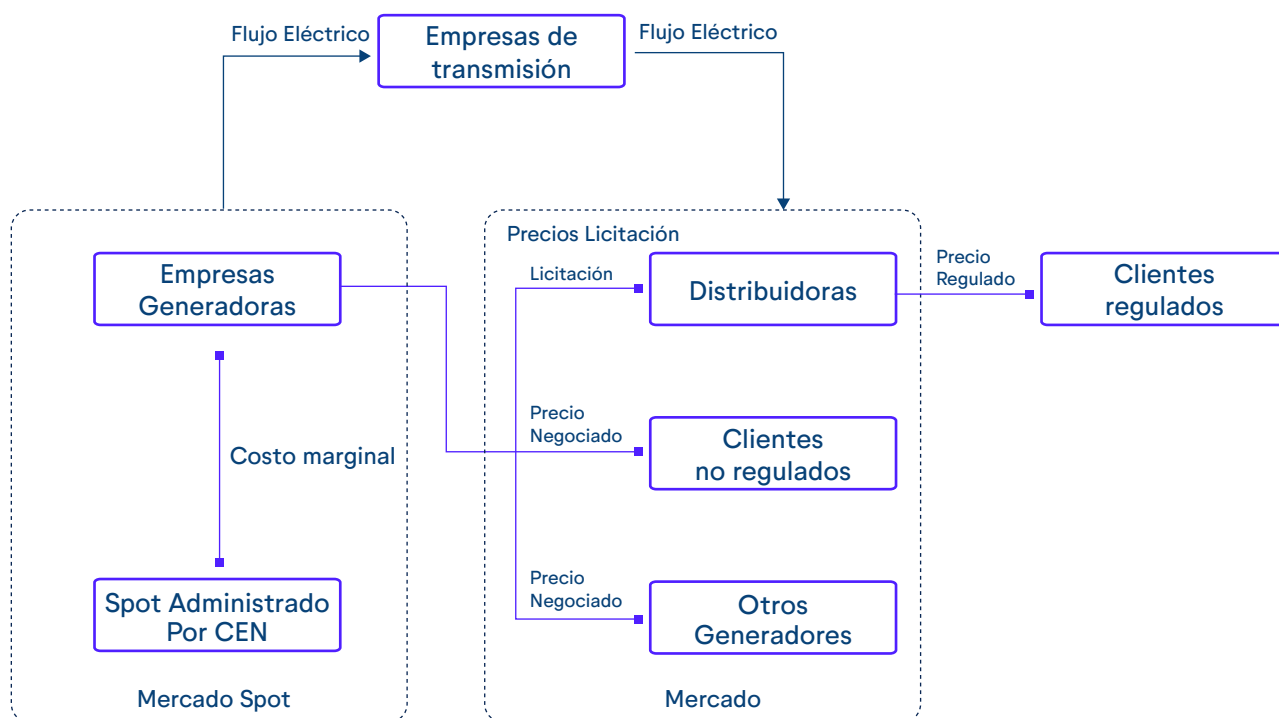 Flujo Eléctrico
Empresas de
transmisión
Flujo Eléctrico
Precios Licitación
Empresas
Generadoras
Licitación
Distribuidoras
Precio
Regulado
Clientes
regulados
Costo marginal
Precio
Negociado
Clientes
no regulados
Spot Administrado
Por CEN
Precio
Negociado
Otros
Generadores
Mercado Spot
Mercado